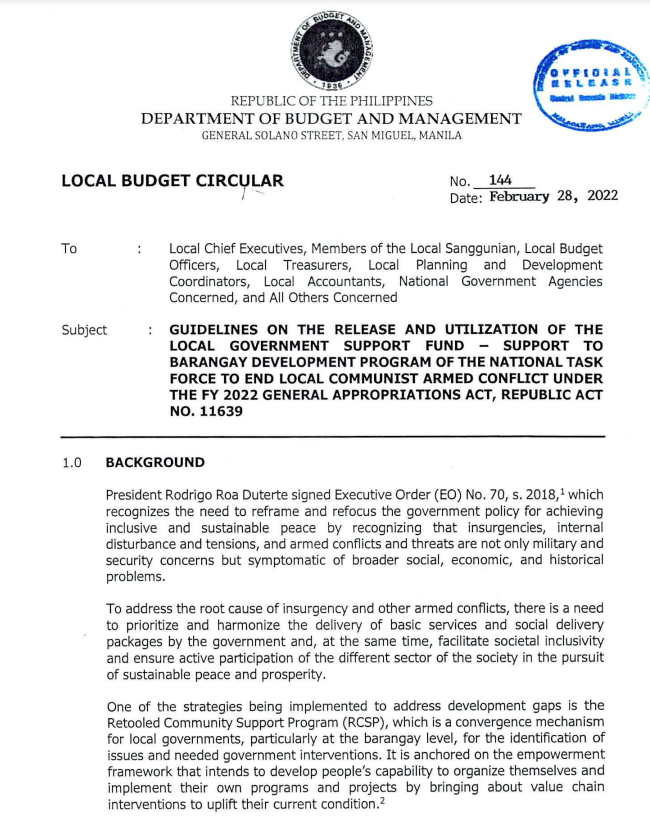 DEPARTMENT OF BUDGET AND MANAGEMENT
1936
OFFICIAL
RELEASE
REPUBLIC OF THE PHILIPPINES
DEPARTMENT OF BUDGET AND MANAGEMENT
GENERAL SOLANO STREET, SAN MIGUEL, MANILA
LOCAL BUDGET CIRCULAR
No. 144
Date: February 28, 2022
To : Local Chief Executives, Members of the Local Sanggunian, Local Budget
Officers, Local Treasurers, Local Planning and Development
Coordinators, Local Accountants, National Government Agencies
Concerned, and All Others Concerned
Subject : GUIDELINES ON THE RELEASE AND UTILIZATION OF THE
LOCAL GOVERNMENT SUPPORT FUND – SUPPORT TO
BARANGAY DEVELOPMENT PROGRAM OF THE NATIONAL TASK
FORCE TO END LOCAL COMMUNIST ARMED CONFLICT UNDER
THE FY 2022 GENERAL APPROPRIATIONS ACT, REPUBLIC ACT
NO. 11639
1.0 BACKGROUND
President Rodrigo Roa Duterte signed Executive Order (EO) No. 70, s. 2018,¹ which
recognizes the need to reframe and refocus the government policy for achieving
inclusive and sustainable peace by recognizing that insurgencies, internal
disturbance and tensions, and armed conflicts and threats are not only military and
security concerns but symptomatic of broader social, economic, and historical
problems.
To address the root cause of insurgency and other armed conflicts, there is a need
to prioritize and harmonize the delivery of basic services and social delivery
packages by the government and, at the same time, facilitate societal inclusivity
and ensure active participation of the different sector of the society in the pursuit
of sustainable peace and prosperity.
One of the strategies being implemented to address development gaps is the
Retooled Community Support Program (RCSP), which is a convergence mechanism
for local governments, particularly at the barangay level, for the identification of
issues and needed government interventions. It is anchored on the empowerment
framework that intends to develop people's capability to organize themselves and
implement their own programs and projects by bringing about value chain
interventions to uplift their current condition.²